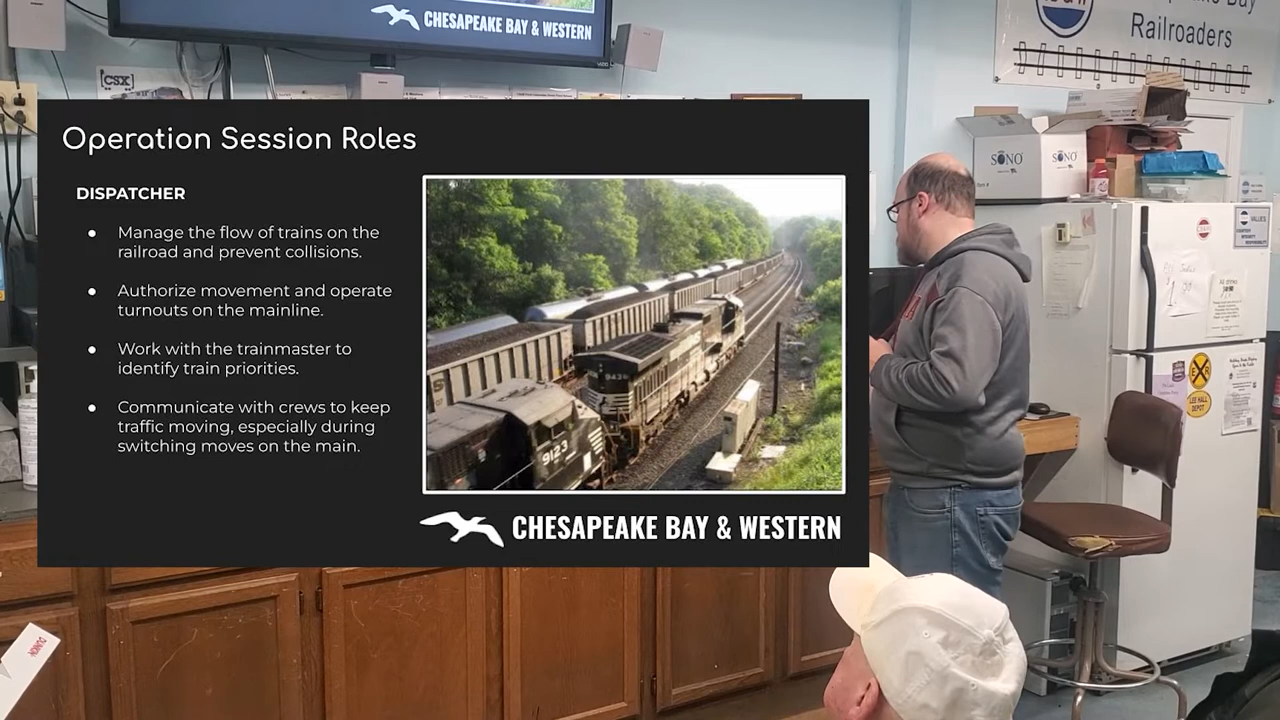 CHESAPEAKE BAY & WESTERN
Bay
Railroaders
CSX
Operation Session Roles
DISPATCHER
● Manage the flow of trains on the
railroad and prevent collisions.
● Authorize movement and operate
turnouts on the mainline.
● Work with the trainmaster to
identify train priorities.
● Communicate with crews to keep
traffic moving, especially during
switching moves on the main.
9123
CHESAPEAKE BAY & WESTERN
SONO
SONO
VALUES
LEE HALL
DEPOT